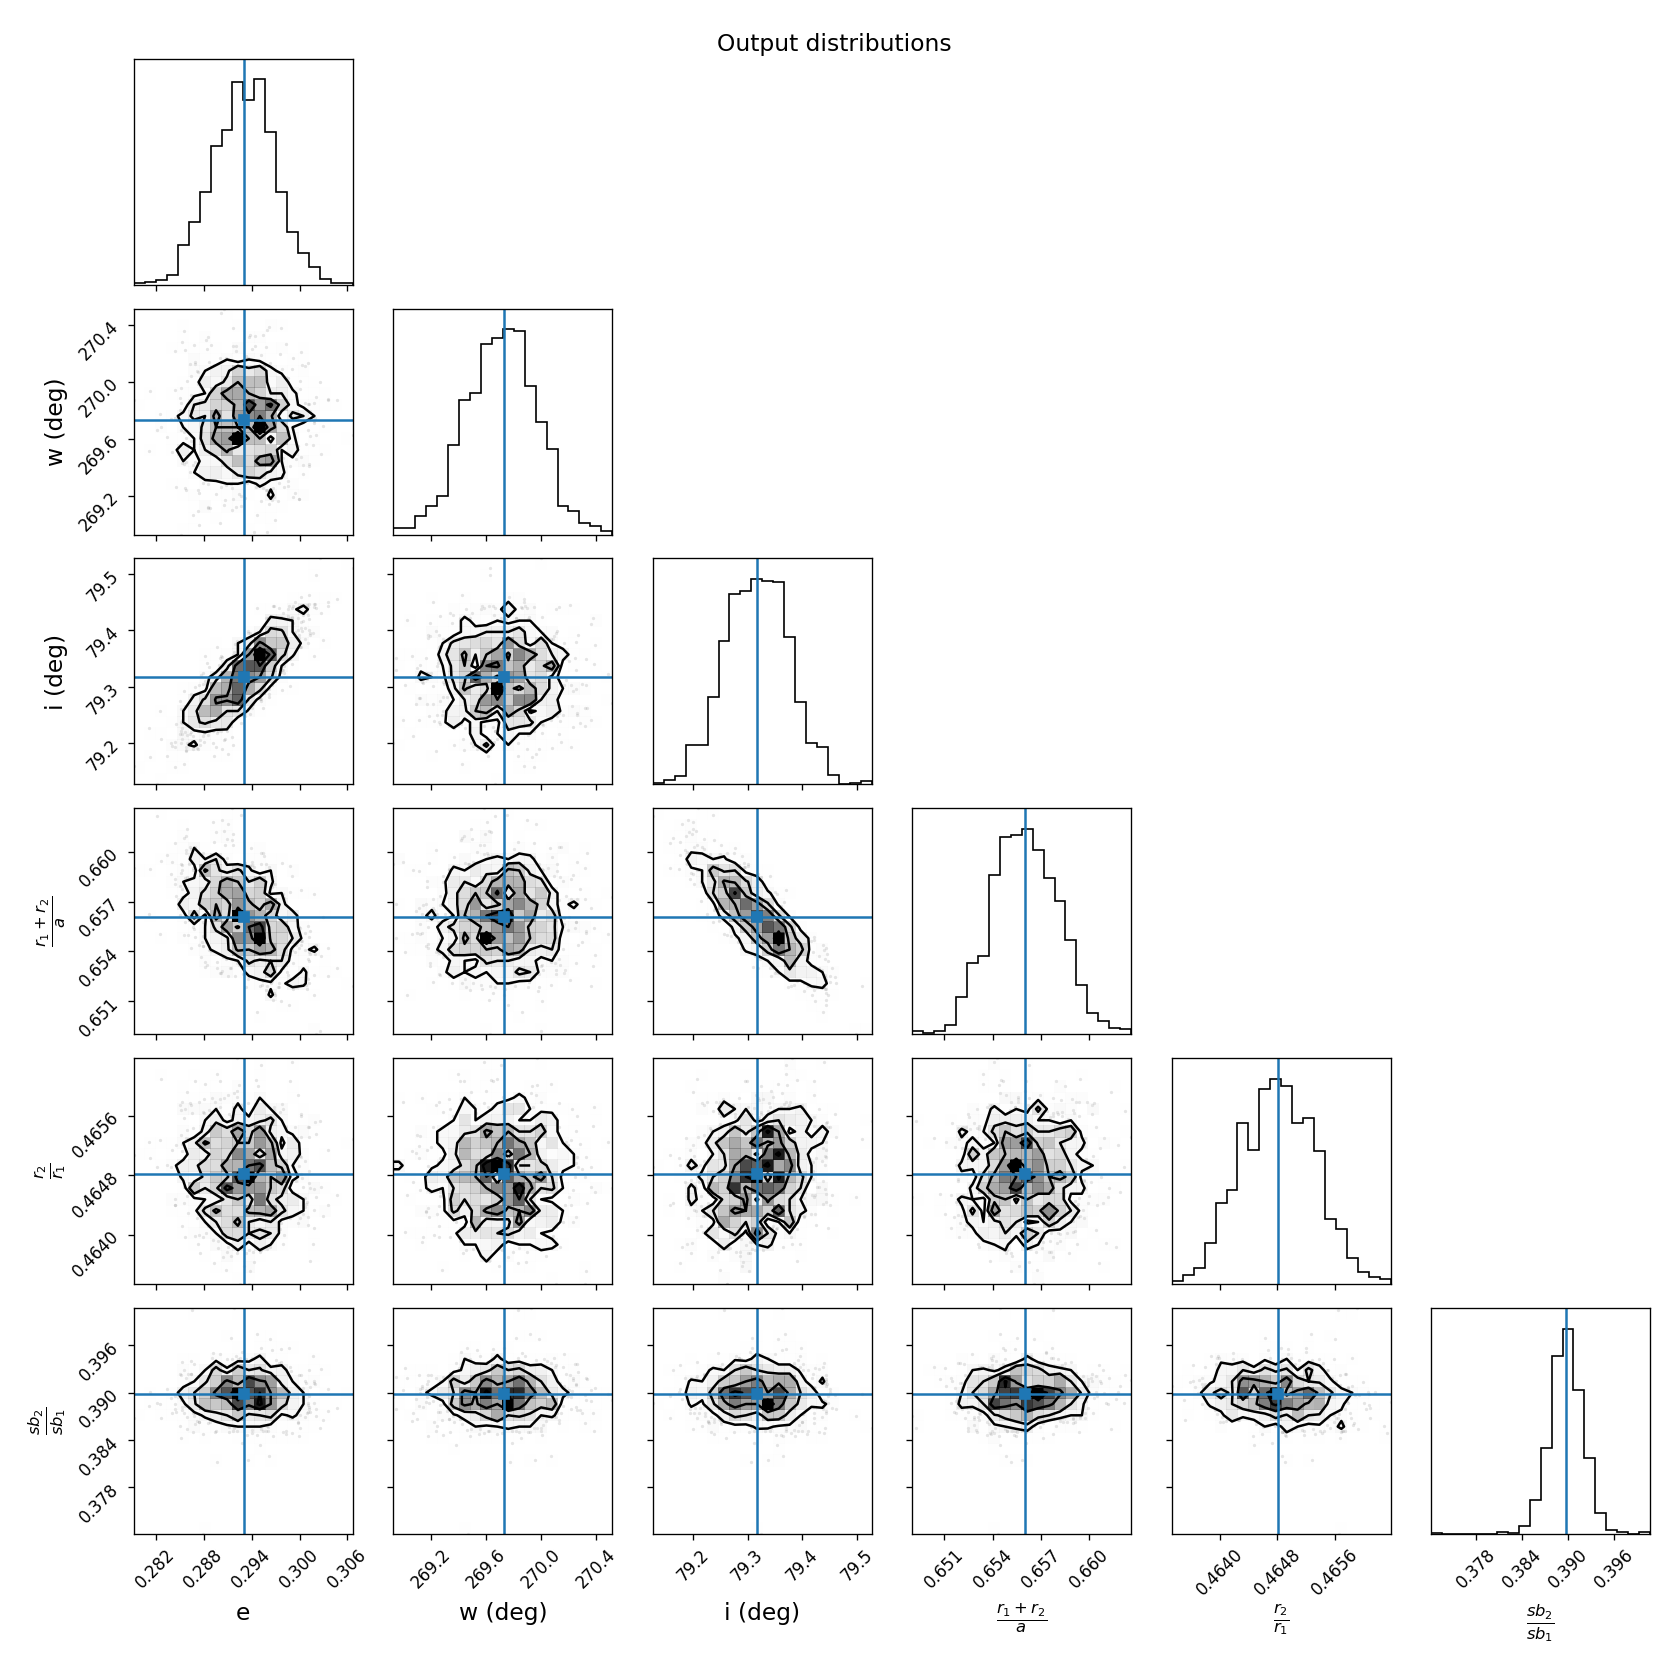 Output distributions
w (deg)
270.4
270.0
269.6
269.2
i (deg)
79.5
79.4
79.3
79.2
r₁ + r₂
a
0.660
0.657
0.654
0.651
r₂
r₁
0.4656
0.4648
0.4640
sb₂
sb₁
0.396
0.390
0.384
0.378
0.282 0.288 0.294 0.300 0.306 269.2 269.6 270.0 270.4 79.2 79.3 79.4 79.5 0.651 0.654 0.657 0.660 0.4640 0.4648 0.4656 0.378 0.384 0.390 0.396
e w (deg) i (deg)
r₁ + r₂
a
r₂
r₁
sb₂
sb₁